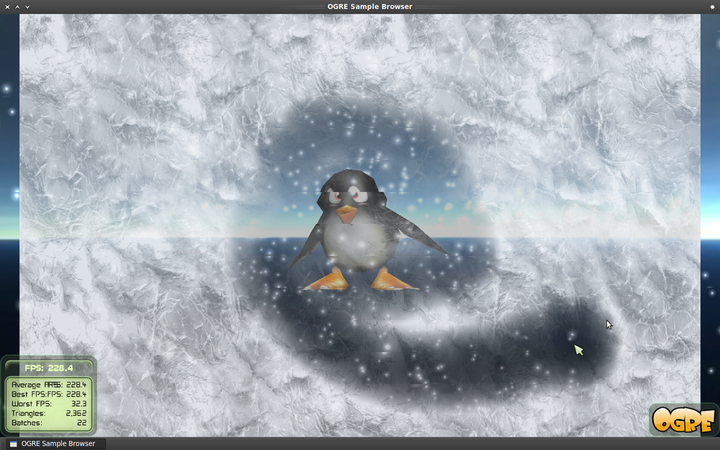 OGRE Sample Browser
FPS: 228.4
Average FPS: 228.4
Best FPS: 228.4
Worst FPS: 32.3
Triangles: 2,362
Batches: 22
OGRE
OGRE Sample Browser